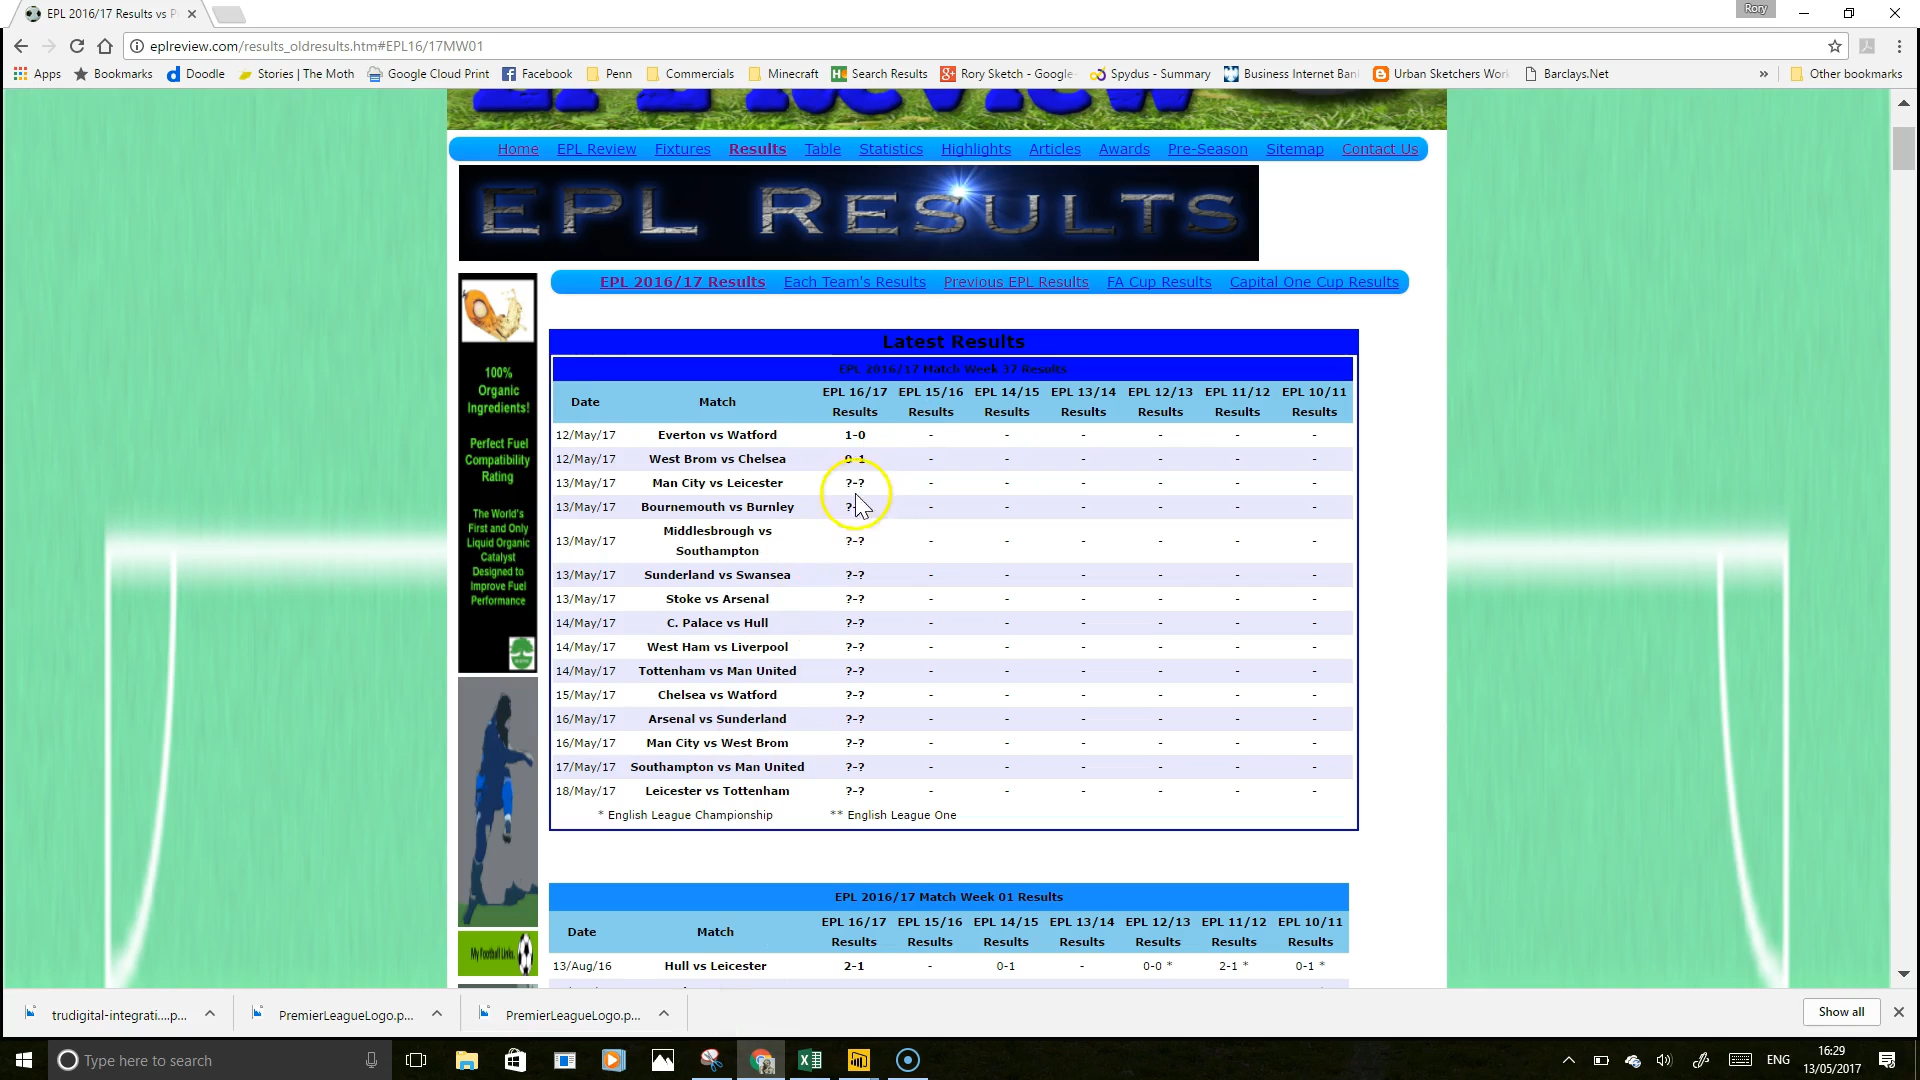 EPL 2016/17 Results vs P
Rory
eplreview.com/results_oldresults.htm#EPL16/17MW01
Apps Bookmarks Doodle Stories | The Moth Google Cloud Print Facebook Penn Commercials Minecraft Search Results Rory Sketch - Google Spydus - Summary Business Internet Ban Urban Sketchers Wor Barclays.Net » Other bookmarks
EPL Review
Home EPL Review Fixtures Results Table Statistics Highlights Articles Awards Pre-Season Sitemap Contact Us
EPL RESULTS
EPL 2016/17 Results Each Team's Results Previous EPL Results FA Cup Results Capital One Cup Results
100%
Organic
Ingredients!
Perfect Fuel
Compatibility
Rating
The World's
First and Only
Liquid Organic
Catalyst
Designed to
Improve Fuel
Performance
My Football Links.
Latest Results
EPL 2016/17 Match Week 37 Results
Date Match EPL 16/17 Results EPL 15/16 Results EPL 14/15 Results EPL 13/14 Results EPL 12/13 Results EPL 11/12 Results EPL 10/11 Results
12/May/17 Everton vs Watford 1-0 - - - - - -
12/May/17 West Brom vs Chelsea 0-1 - - - - - -
13/May/17 Man City vs Leicester ?-? - - - - - -
13/May/17 Bournemouth vs Burnley ?- - - - - - -
13/May/17 Middlesbrough vs Southampton ?-? - - - - - -
13/May/17 Sunderland vs Swansea ?-? - - - - - -
13/May/17 Stoke vs Arsenal ?-? - - - - - -
14/May/17 C. Palace vs Hull ?-? - - - - - -
14/May/17 West Ham vs Liverpool ?-? - - - - - -
14/May/17 Tottenham vs Man United ?-? - - - - - -
15/May/17 Chelsea vs Watford ?-? - - - - - -
16/May/17 Arsenal vs Sunderland ?-? - - - - - -
16/May/17 Man City vs West Brom ?-? - - - - - -
17/May/17 Southampton vs Man United ?-? - - - - - -
18/May/17 Leicester vs Tottenham ?-? - - - - - -
* English League Championship ** English League One
EPL 2016/17 Match Week 01 Results
Date Match EPL 16/17 Results EPL 15/16 Results EPL 14/15 Results EPL 13/14 Results EPL 12/13 Results EPL 11/12 Results EPL 10/11 Results
13/Aug/16 Hull vs Leicester 2-1 - 0-1 - 0-0 * 2-1 * 0-1 *
trudigital-integrati....p... PremierLeagueLogo.p... PremierLeagueLogo.p... Show all
Type here to search
ENG
16:29
13/05/2017